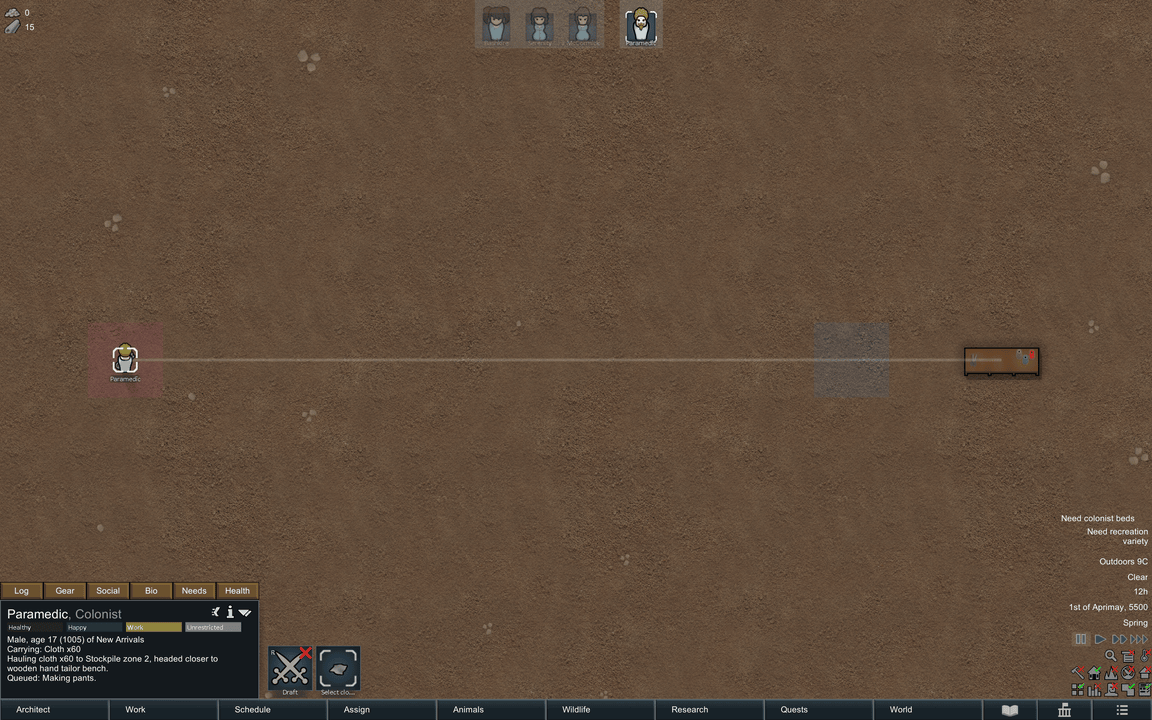 0
15
Paramedic
Paramedic
Need colonist beds
Need recreation
variety
Outdoors 9C
Clear
12h
1st of Aprimay, 5500
Spring
Log
Gear
Social
Bio
Needs
Health
Paramedic, Colonist
Healthy
Happy
Work
Unrestricted
Male, age 17 (1005) of New Arrivals
Carrying: Cloth x60
Hauling cloth x60 to Stockpile zone 2, headed closer to
wooden hand tailor bench.
Queued: Making pants.
R
Draft
Select clo...
Architect
Work
Schedule
Assign
Animals
Wildlife
Research
Quests
World